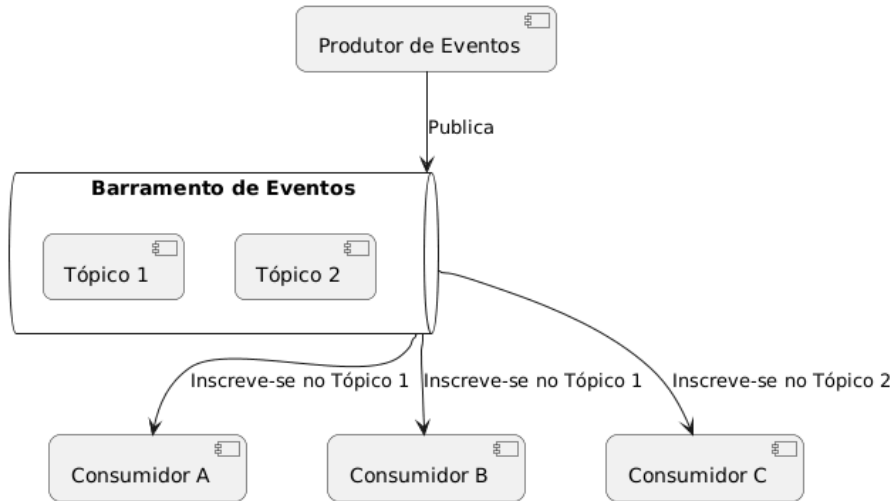 Produtor de Eventos
Publica
Barramento de Eventos
Tópico 1
Tópico 2
Inscreve-se no Tópico 1
Inscreve-se no Tópico 1
Inscreve-se no Tópico 2
Consumidor A
Consumidor B
Consumidor C